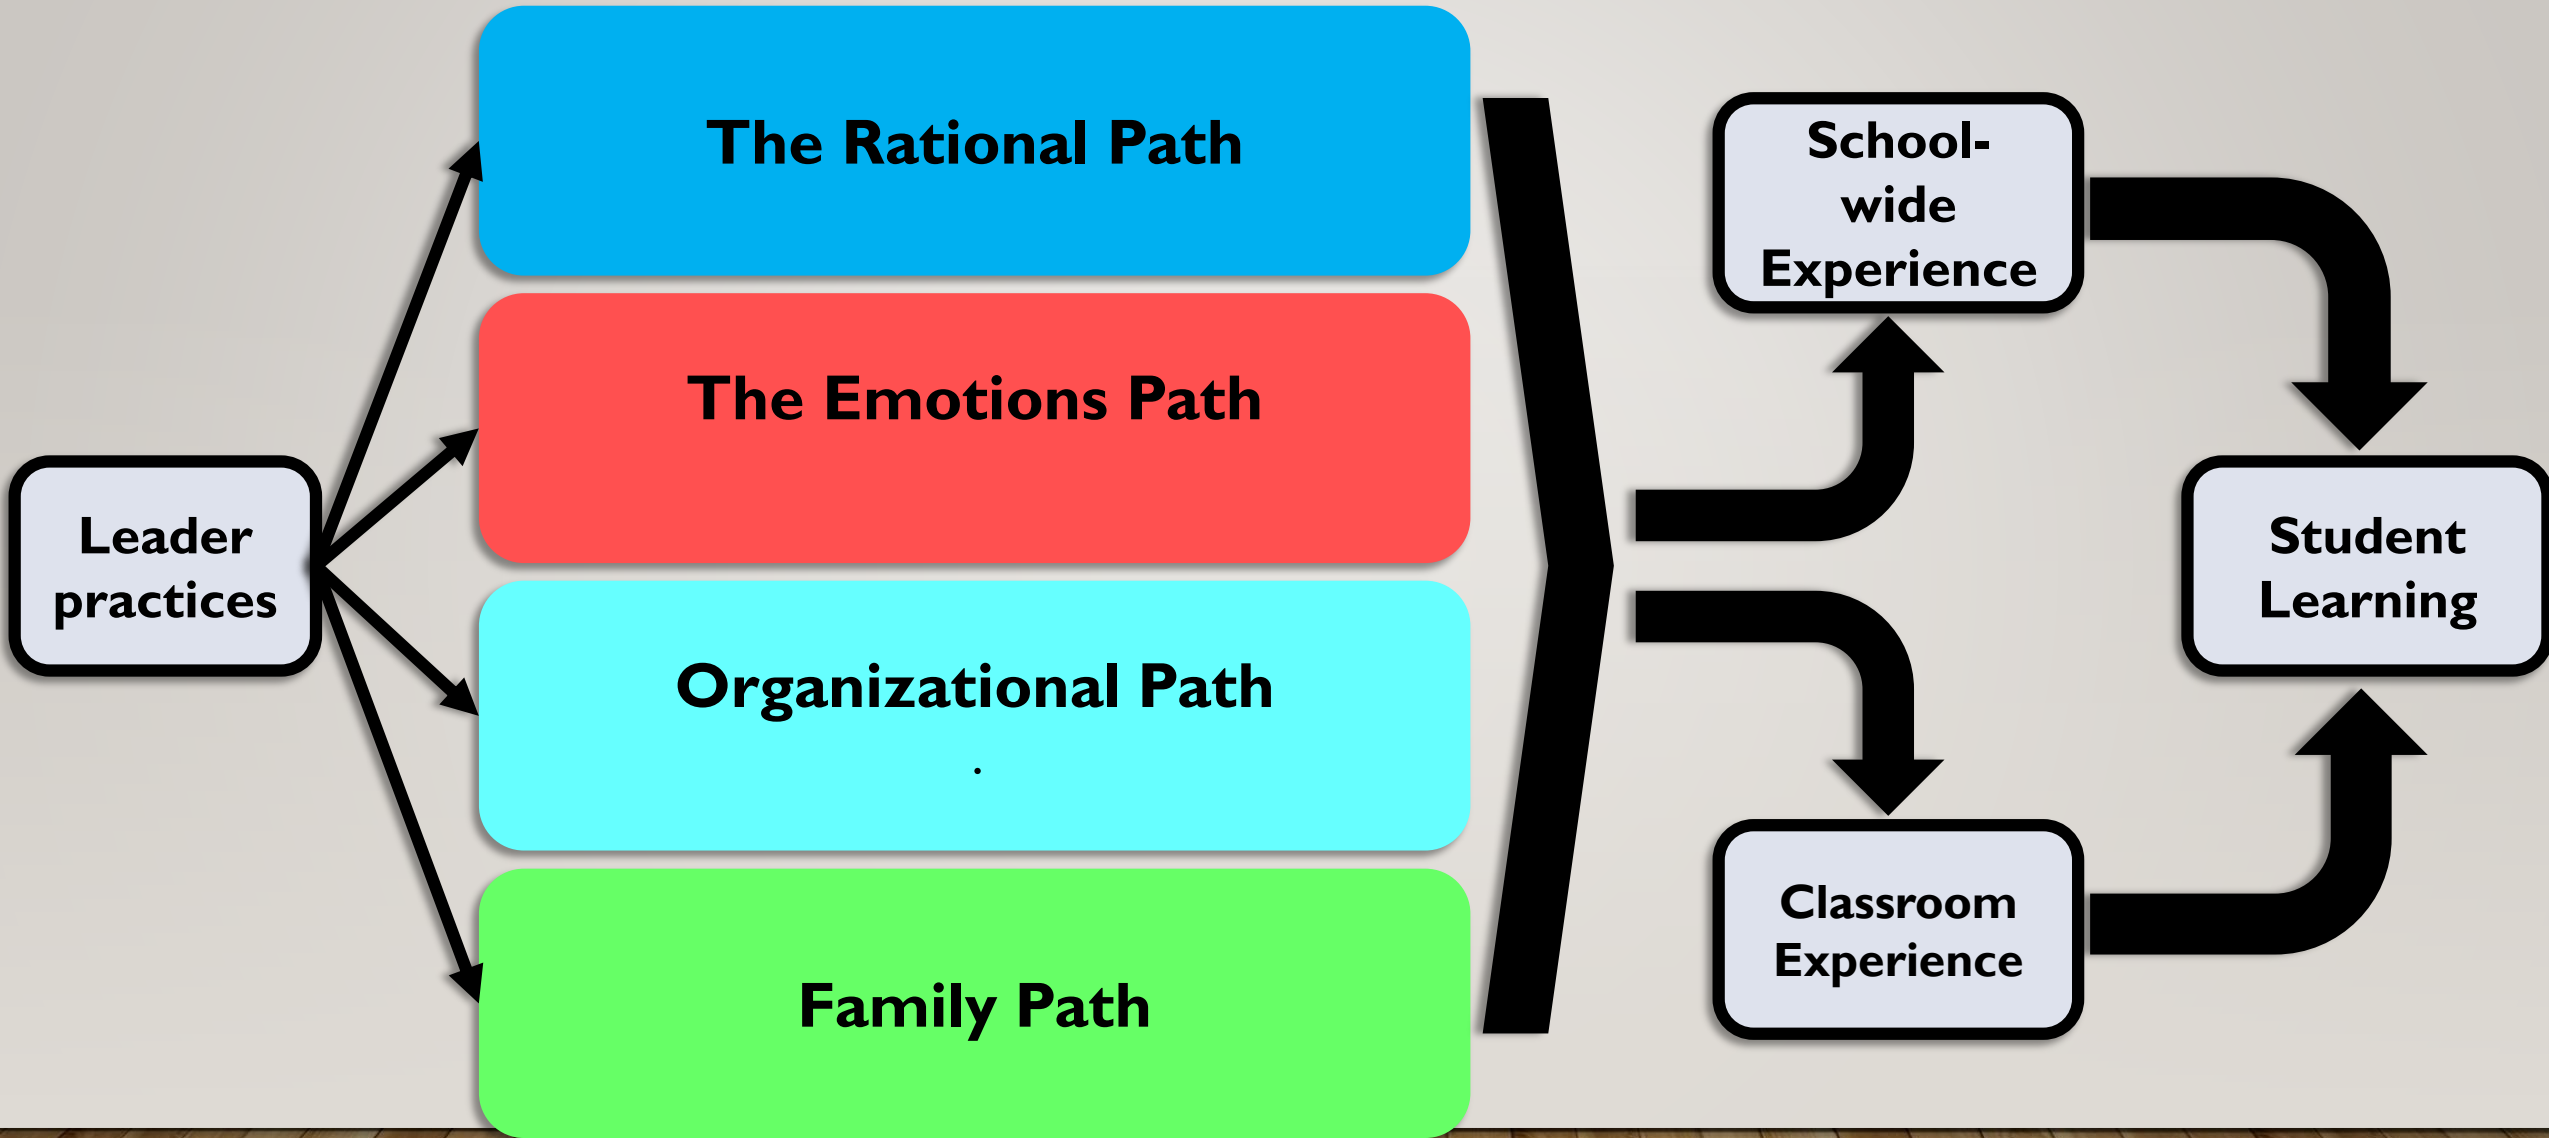 The Rational Path
The Emotions Path
Organizational Path
.
Family Path
Leader
practices
School-
wide
Experience
Classroom
Experience
Student
Learning